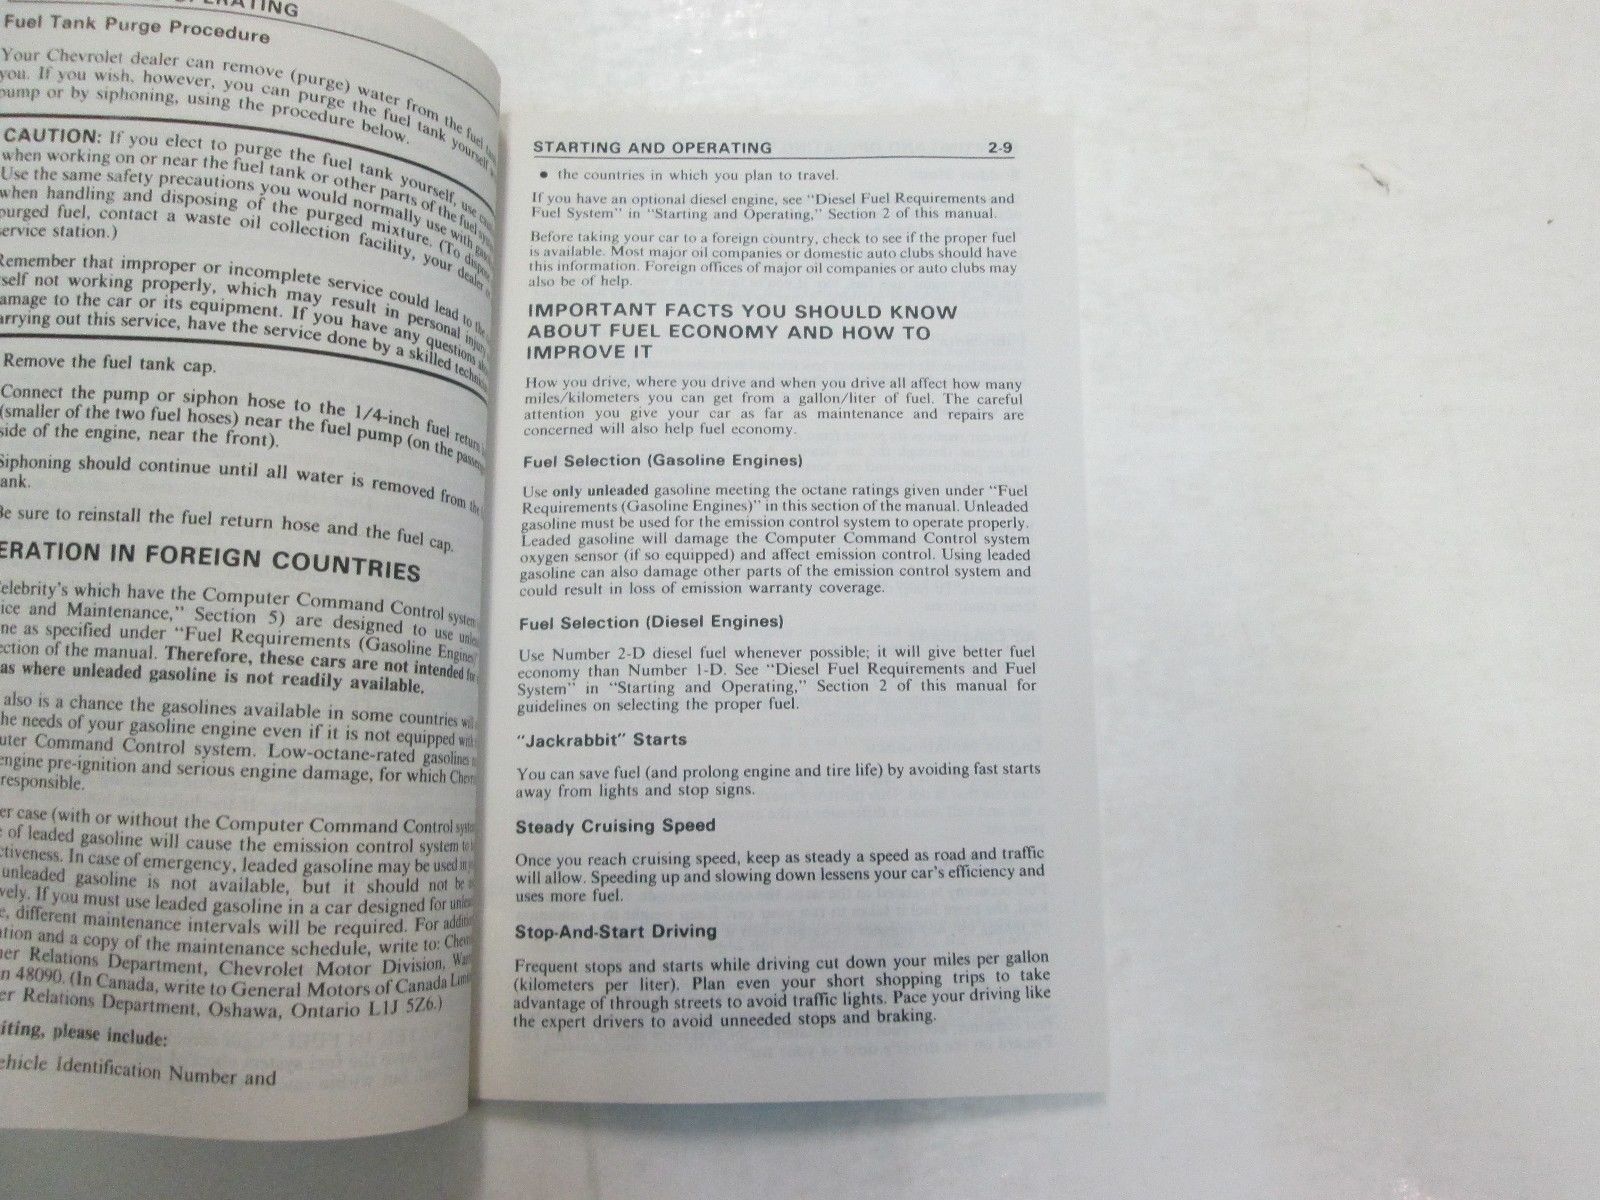 OPERATING
Fuel Tank Purge Procedure
Your Chevrolet dealer can remove (purge) water from the fuel
you. If you wish, however, you can purge the fuel tank yourself
pump or by siphoning, using the procedure below.
CAUTION: If you elect to purge the fuel tank yourself, use
when working on or near the fuel tank or other parts of the fuel
Use the same safety precautions you would normally use with
when handling and disposing of the purged mixture. (To dispose
purged fuel, contact a waste oil collection facility, your dealer
service station.)
Remember that improper or incomplete service could lead to the
self not working properly, which may result in personal injury
amage to the car or its equipment. If you have any questions
arrying out this service, have the service done by a skilled
Remove the fuel tank cap.
Connect the pump or siphon hose to the 1/4-inch fuel return
(smaller of the two fuel hoses) near the fuel pump (on the
side of the engine, near the front).
Siphoning should continue until all water is removed from the
ank.
Be sure to reinstall the fuel return hose and the fuel cap.
ERATION IN FOREIGN COUNTRIES
elebrity's which have the Computer Command Control system
ice and Maintenance," Section 5) are designed to use
ne as specified under "Fuel Requirements (Gasoline Engines)"
ection of the manual. Therefore, these cars are not intended for
as where unleaded gasoline is not readily available.
also is a chance the gasolines available in some countries
he needs of your gasoline engine even if it is not equipped with
uter Command Control system. Low-octane-rated gasolines
engine pre-ignition and serious engine damage, for which
responsible.
er case (with or without the Computer Command Control
of leaded gasoline will cause the emission control system to
ctiveness. In case of emergency, leaded gasoline may be used
unleaded gasoline is not available, but it should not be
vely. If you must use leaded gasoline in a car designed for
e, different maintenance intervals will be required. For
ation and a copy of the maintenance schedule, write to:
er Relations Department, Chevrolet Motor Division,
n 48090. (In Canada, write to General Motors of Canada
er Relations Department, Oshawa, Ontario L1J 5Z6.)
iting, please include:
ehicle Identification Number and
STARTING AND OPERATING 2-9
• the countries in which you plan to travel.
If you have an optional diesel engine, see "Diesel Fuel Requirements and
Fuel System" in "Starting and Operating," Section 2 of this manual.
Before taking your car to a foreign country, check to see if the proper fuel
is available. Most major oil companies or domestic auto clubs should have
this information. Foreign offices of major oil companies or auto clubs may
also be of help.
IMPORTANT FACTS YOU SHOULD KNOW
ABOUT FUEL ECONOMY AND HOW TO
IMPROVE IT
How you drive, where you drive and when you drive all affect how many
miles/kilometers you can get from a gallon/liter of fuel. The careful
attention you give your car as far as maintenance and repairs are
concerned will also help fuel economy.
Fuel Selection (Gasoline Engines)
Use only unleaded gasoline meeting the octane ratings given under "Fuel
Requirements (Gasoline Engines)" in this section of the manual. Unleaded
gasoline must be used for the emission control system to operate properly.
Leaded gasoline will damage the Computer Command Control system
oxygen sensor (if so equipped) and affect emission control. Using leaded
gasoline can also damage other parts of the emission control system and
could result in loss of emission warranty coverage.
Fuel Selection (Diesel Engines)
Use Number 2-D diesel fuel whenever possible; it will give better fuel
economy than Number 1-D. See "Diesel Fuel Requirements and Fuel
System" in "Starting and Operating," Section 2 of this manual for
guidelines on selecting the proper fuel.
"Jackrabbit" Starts
You can save fuel (and prolong engine and tire life) by avoiding fast starts
away from lights and stop signs.
Steady Cruising Speed
Once you reach cruising speed, keep as steady a speed as road and traffic
will allow. Speeding up and slowing down lessens your car's efficiency and
uses more fuel.
Stop-And-Start Driving
Frequent stops and starts while driving cut down your miles per gallon
(kilometers per liter). Plan even your short shopping trips to take
advantage of through streets to avoid traffic lights. Pace your driving like
the expert drivers to avoid unneeded stops and braking.